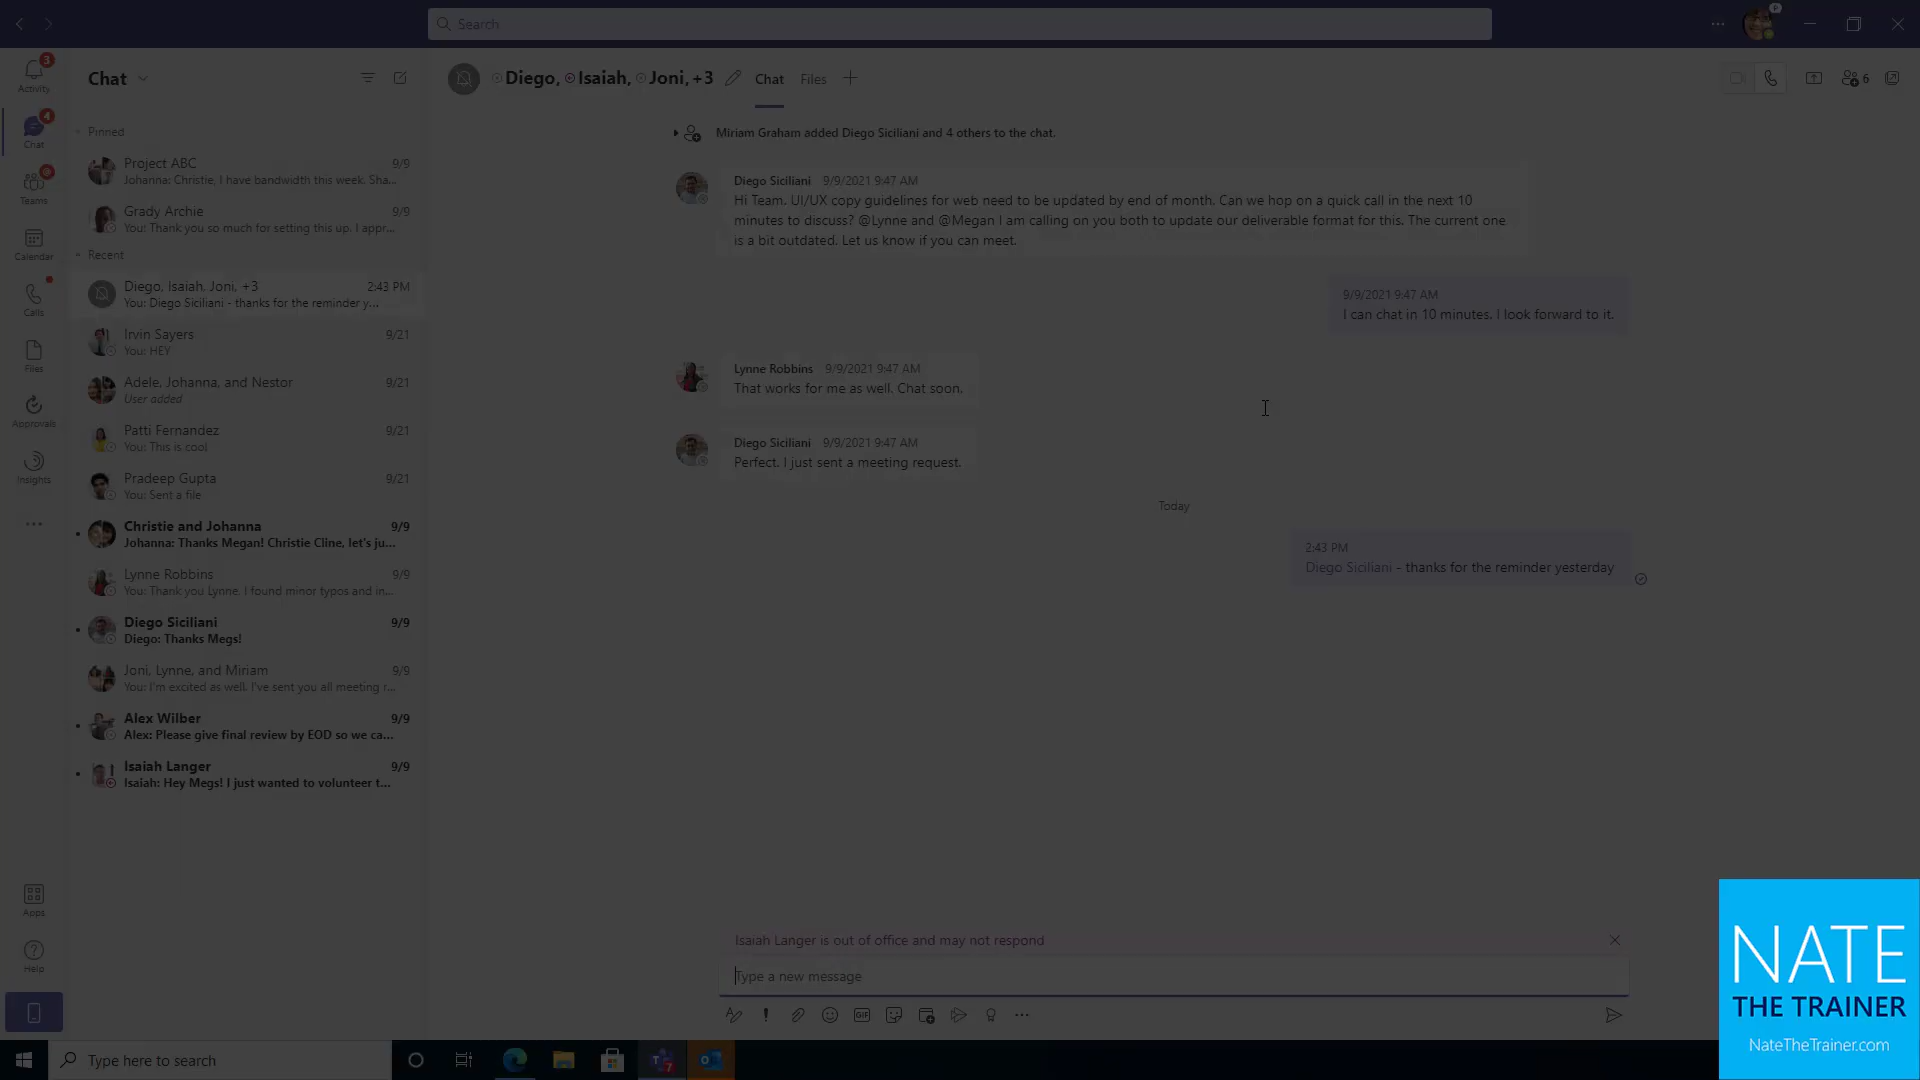 Search
3
Activity
4
Chat
Teams
Calendar
Calls
Files
Approvals
Insights
Apps
Help
Chat
Pinned
Project ABC 9/9
Johanna: Christie, I have bandwidth this week. Sha...
Grady Archie 9/9
You: Thank you so much for setting this up. I appr...
Recent
Diego, Isaiah, Joni, +3 2:43 PM
You: Diego Siciliani - thanks for the reminder y...
Irvin Sayers 9/21
You: HEY
Adele, Johanna, and Nestor 9/21
User added
Patti Fernandez 9/21
You: This is cool
Pradeep Gupta 9/21
You: Sent a file
Christie and Johanna 9/9
Johanna: Thanks Megan! Christie Cline, let's ju...
Lynne Robbins 9/9
You: Thank you Lynne. I found minor typos and in...
Diego Siciliani 9/9
Diego: Thanks Megs!
Joni, Lynne, and Miriam 9/9
You: I'm excited as well. I've sent you all meeting r...
Alex Wilber 9/9
Alex: Please give final review by EOD so we ca...
Isaiah Langer 9/9
Isaiah: Hey Megs! I just wanted to volunteer t...
Diego, Isaiah, Joni, +3 Chat Files 6
Miriam Graham added Diego Siciliani and 4 others to the chat.
Diego Siciliani 9/9/2021 9:47 AM
Hi Team. UI/UX copy guidelines for web need to be updated by end of month. Can we hop on a quick call in the next 10
minutes to discuss? @Lynne and @Megan I am calling on you both to update our deliverable format for this. The current one
is a bit outdated. Let us know if you can meet.
9/9/2021 9:47 AM
I can chat in 10 minutes. I look forward to it.
Lynne Robbins 9/9/2021 9:47 AM
That works for me as well. Chat soon.
Diego Siciliani 9/9/2021 9:47 AM
Perfect. I just sent a meeting request.
Today
2:43 PM
Diego Siciliani - thanks for the reminder yesterday
Isaiah Langer is out of office and may not respond
Type a new message
GIF
Type here to search
7
NATE
THE TRAINER
NateTheTrainer.com